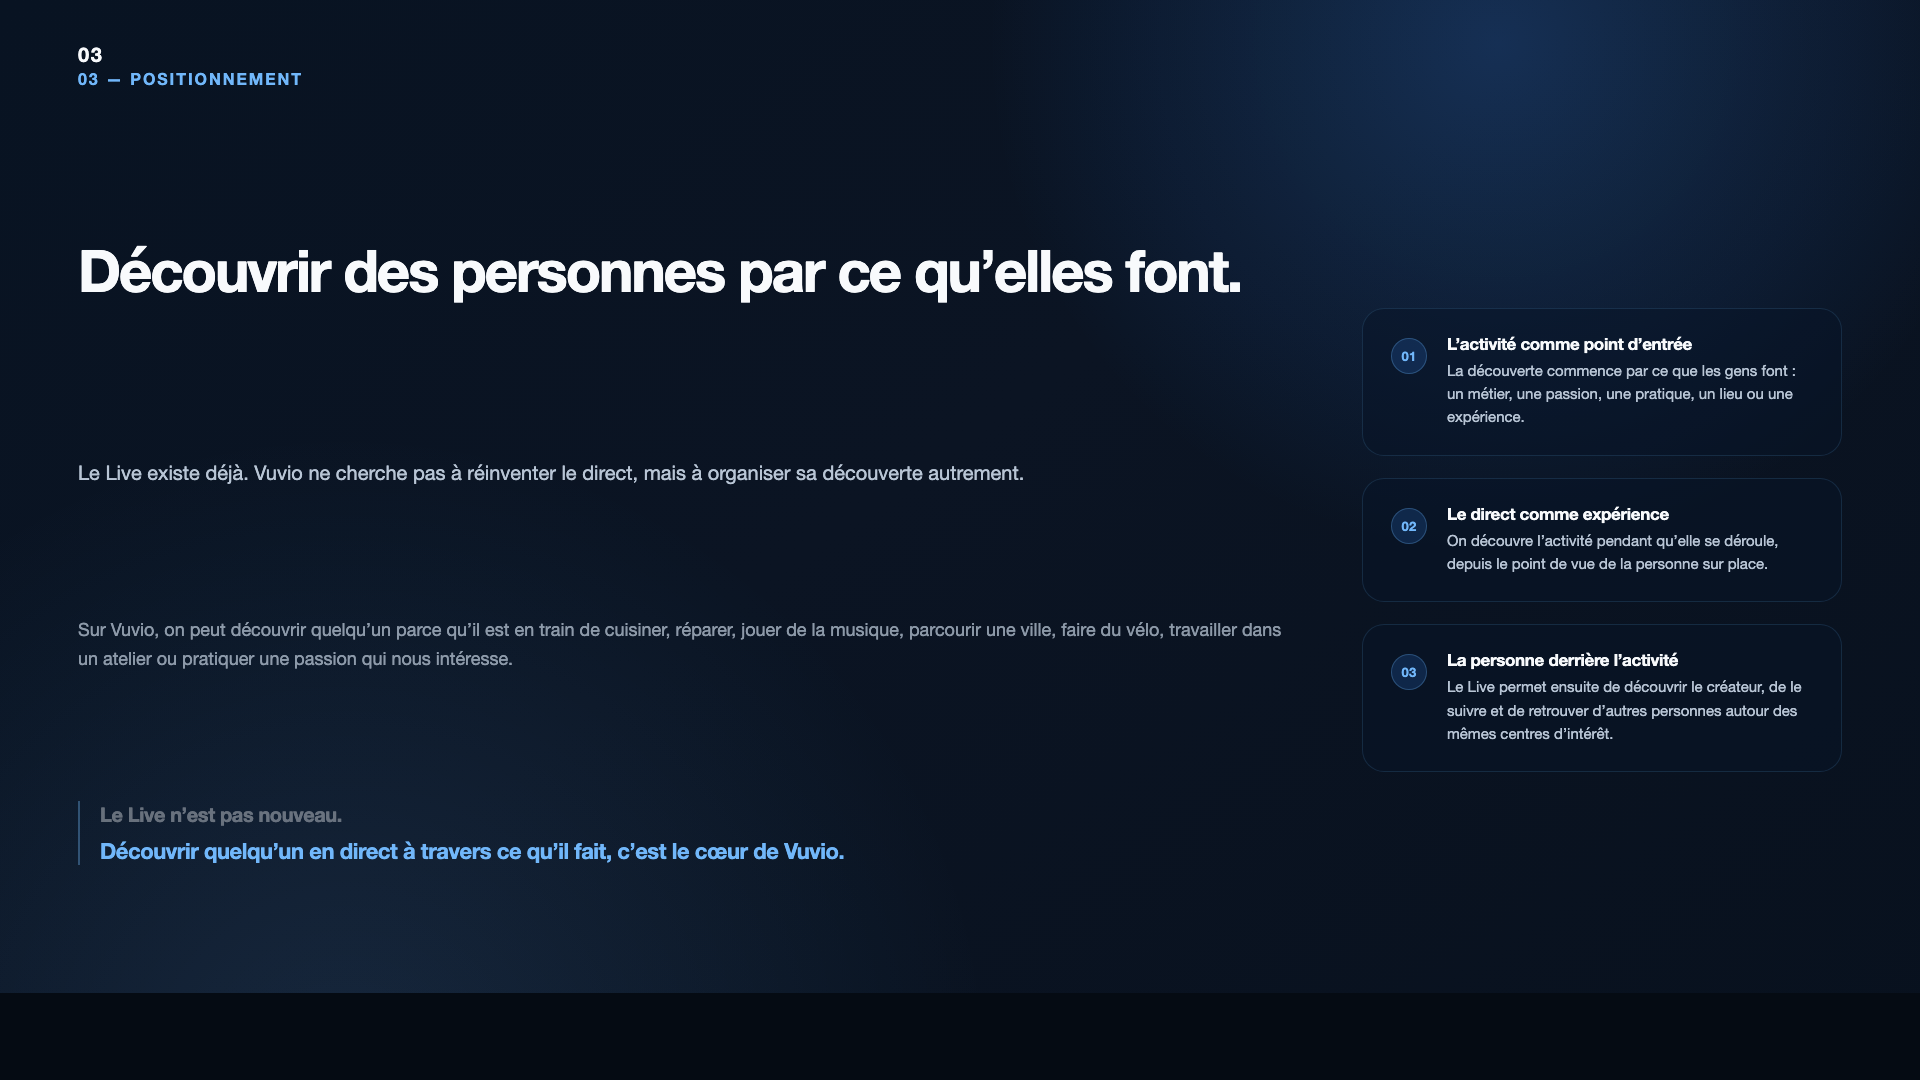 03
03 — POSITIONNEMENT
Découvrir des personnes par ce qu’elles font.
Le Live existe déjà. Vuvio ne cherche pas à réinventer le direct, mais à organiser sa découverte autrement.
Sur Vuvio, on peut découvrir quelqu’un parce qu’il est en train de cuisiner, réparer, jouer de la musique, parcourir une ville, faire du vélo, travailler dans
un atelier ou pratiquer une passion qui nous intéresse.
Le Live n’est pas nouveau.
Découvrir quelqu’un en direct à travers ce qu’il fait, c’est le cœur de Vuvio.
01
L’activité comme point d’entrée
La découverte commence par ce que les gens font :
un métier, une passion, une pratique, un lieu ou une
expérience.
02
Le direct comme expérience
On découvre l’activité pendant qu’elle se déroule,
depuis le point de vue de la personne sur place.
03
La personne derrière l’activité
Le Live permet ensuite de découvrir le créateur, de le
suivre et de retrouver d’autres personnes autour des
mêmes centres d’intérêt.